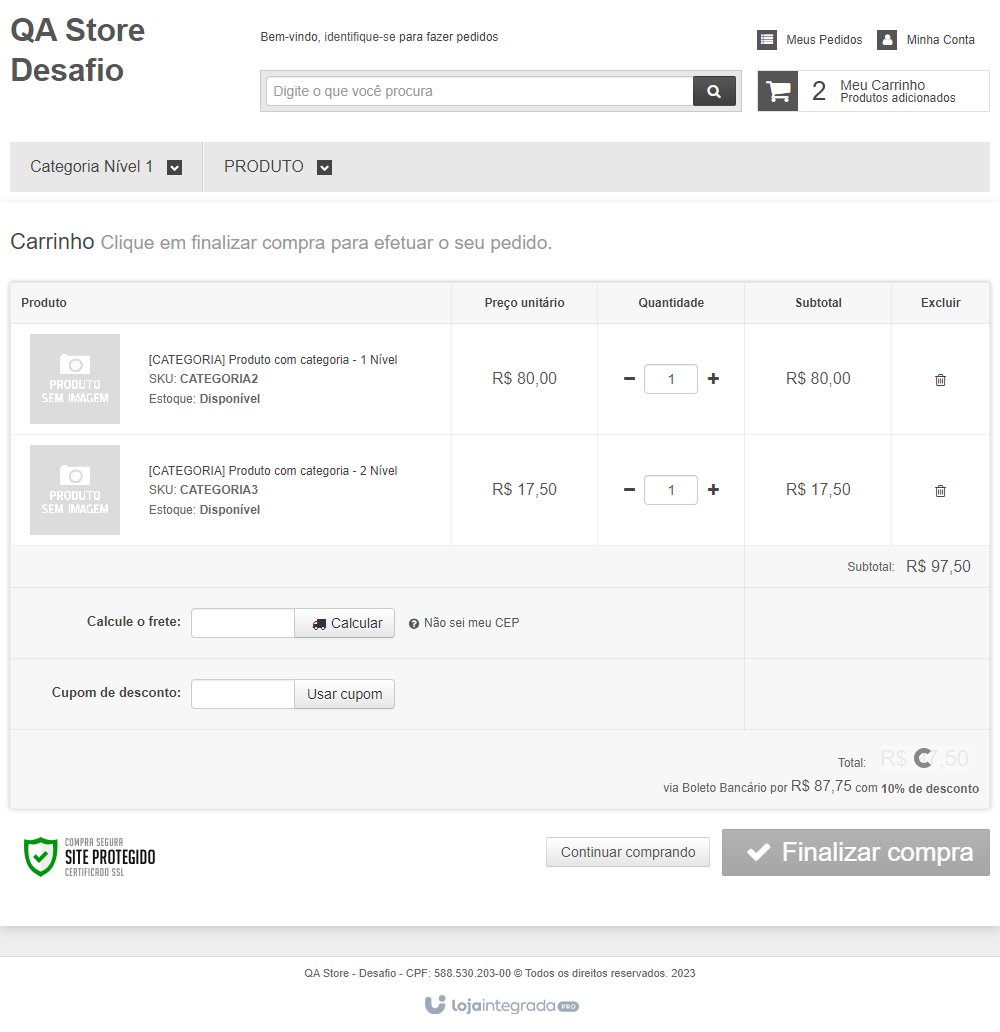 QA Store
Desafio
Bem-vindo, identifique-se para fazer pedidos
Meus Pedidos
Minha Conta
Digite o que você procura
2
Meu Carrinho
Produtos adicionados
Categoria Nível 1
PRODUTO
Carrinho Clique em finalizar compra para efetuar o seu pedido.
Produto
Preço unitário
Quantidade
Subtotal
Excluir
PRODUTO
SEM IMAGEM
[CATEGORIA] Produto com categoria - 1 Nível
SKU: CATEGORIA2
Estoque: Disponível
R$ 80,00
1
R$ 80,00
PRODUTO
SEM IMAGEM
[CATEGORIA] Produto com categoria - 2 Nível
SKU: CATEGORIA3
Estoque: Disponível
R$ 17,50
1
R$ 17,50
Subtotal: R$ 97,50
Calcule o frete:
Calcular
Não sei meu CEP
Cupom de desconto:
Usar cupom
Total: R$
via Boleto Bancário por R$ 87,75 com 10% de desconto
COMPRA SEGURA
SITE PROTEGIDO
CERTIFICADO SSL
Continuar comprando
Finalizar compra
QA Store - Desafio - CPF: 588.530.203-00 © Todos os direitos reservados. 2023
lojaintegrada PRO